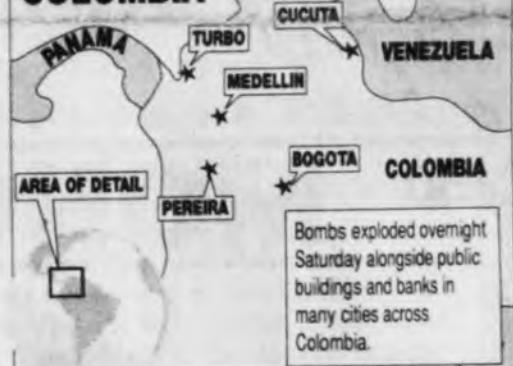 COLOMBIA
CUCUTA
TURBO
PANAMA
VENEZUELA
MEDELLIN
BOGOTA
COLOMBIA
AREA OF DETAIL
PEREIRA
Bombs exploded overnight
Saturday alongside public
buildings and banks in
many cities across
Colombia.